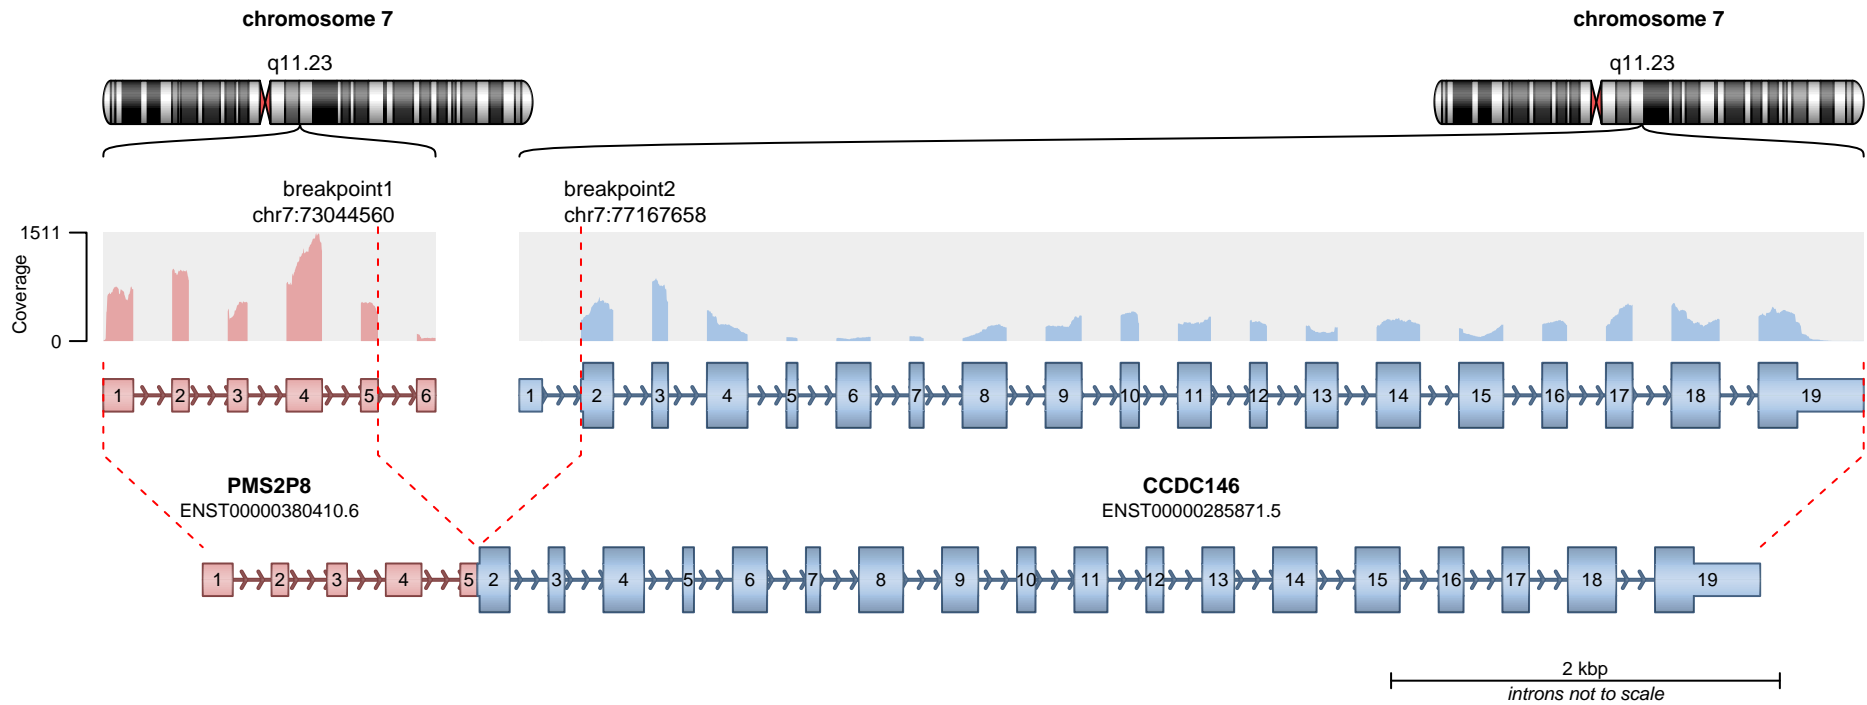 chromosome 7 chromosome 7
q11.23 q11.23
breakpoint1 breakpoint2
chr7:73044560 chr7:77167658
1511
Coverage
0
1 2 3 4 5 6 1 2 3 4 5 6 7 8 9 10 11 12 13 14 15 16 17 18 19
PMS2P8 CCDC146
ENST00000380410.6 ENST00000285871.5
1 2 3 4 5 2 3 4 5 6 7 8 9 10 11 12 13 14 15 16 17 18 19
2 kbp
introns not to scale